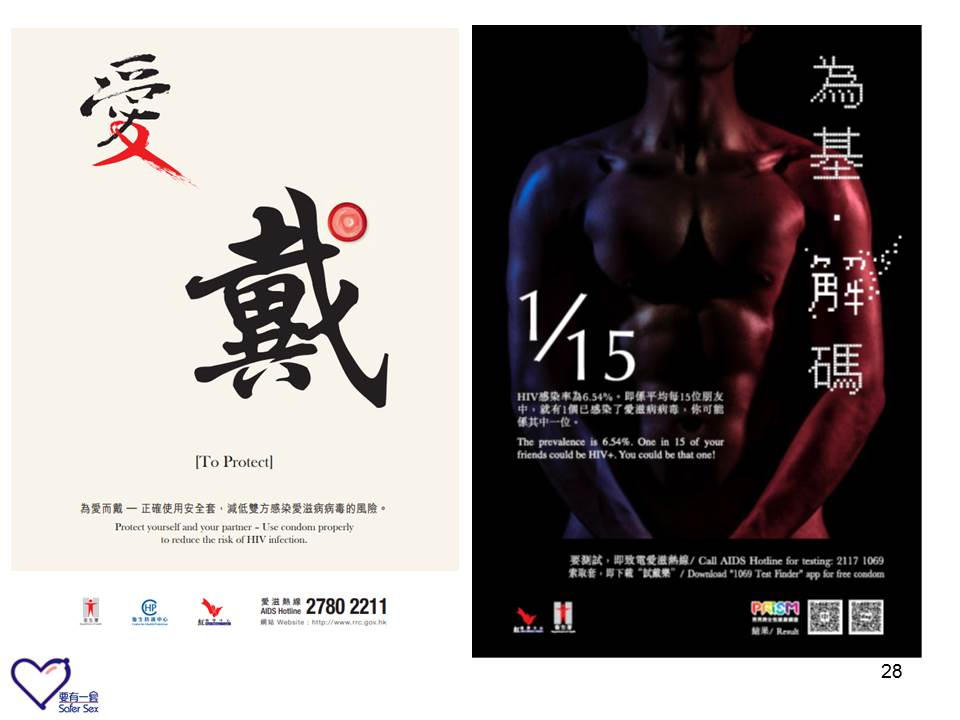 愛
戴
[To Protect]
為愛而戴 — 正確使用安全套，減低雙方感染愛滋病病毒的風險。
Protect yourself and your partner – Use condom properly
to reduce the risk of HIV infection.
衞生防護中心
愛滋熱線
AIDS Hotline 2780 2211
網站 Website : http://www.rrc.gov.hk
要有一套
Safer Sex
為基·解碼
1/15
HIV感染率為6.54%。即係平均每15位朋友
中，就有1個已感染了愛滋病病毒，你可能
係其中一位。
The prevalence is 6.54%. One in 15 of your
friends could be HIV+. You could be that one!
要測試，即致電愛滋熱線/ Call AIDS Hotline for testing: 2117 1069
索取套，即下載“試戴樂”/ Download "1069 Test Finder" app for free condom
PRiSM
結果/ Result
28